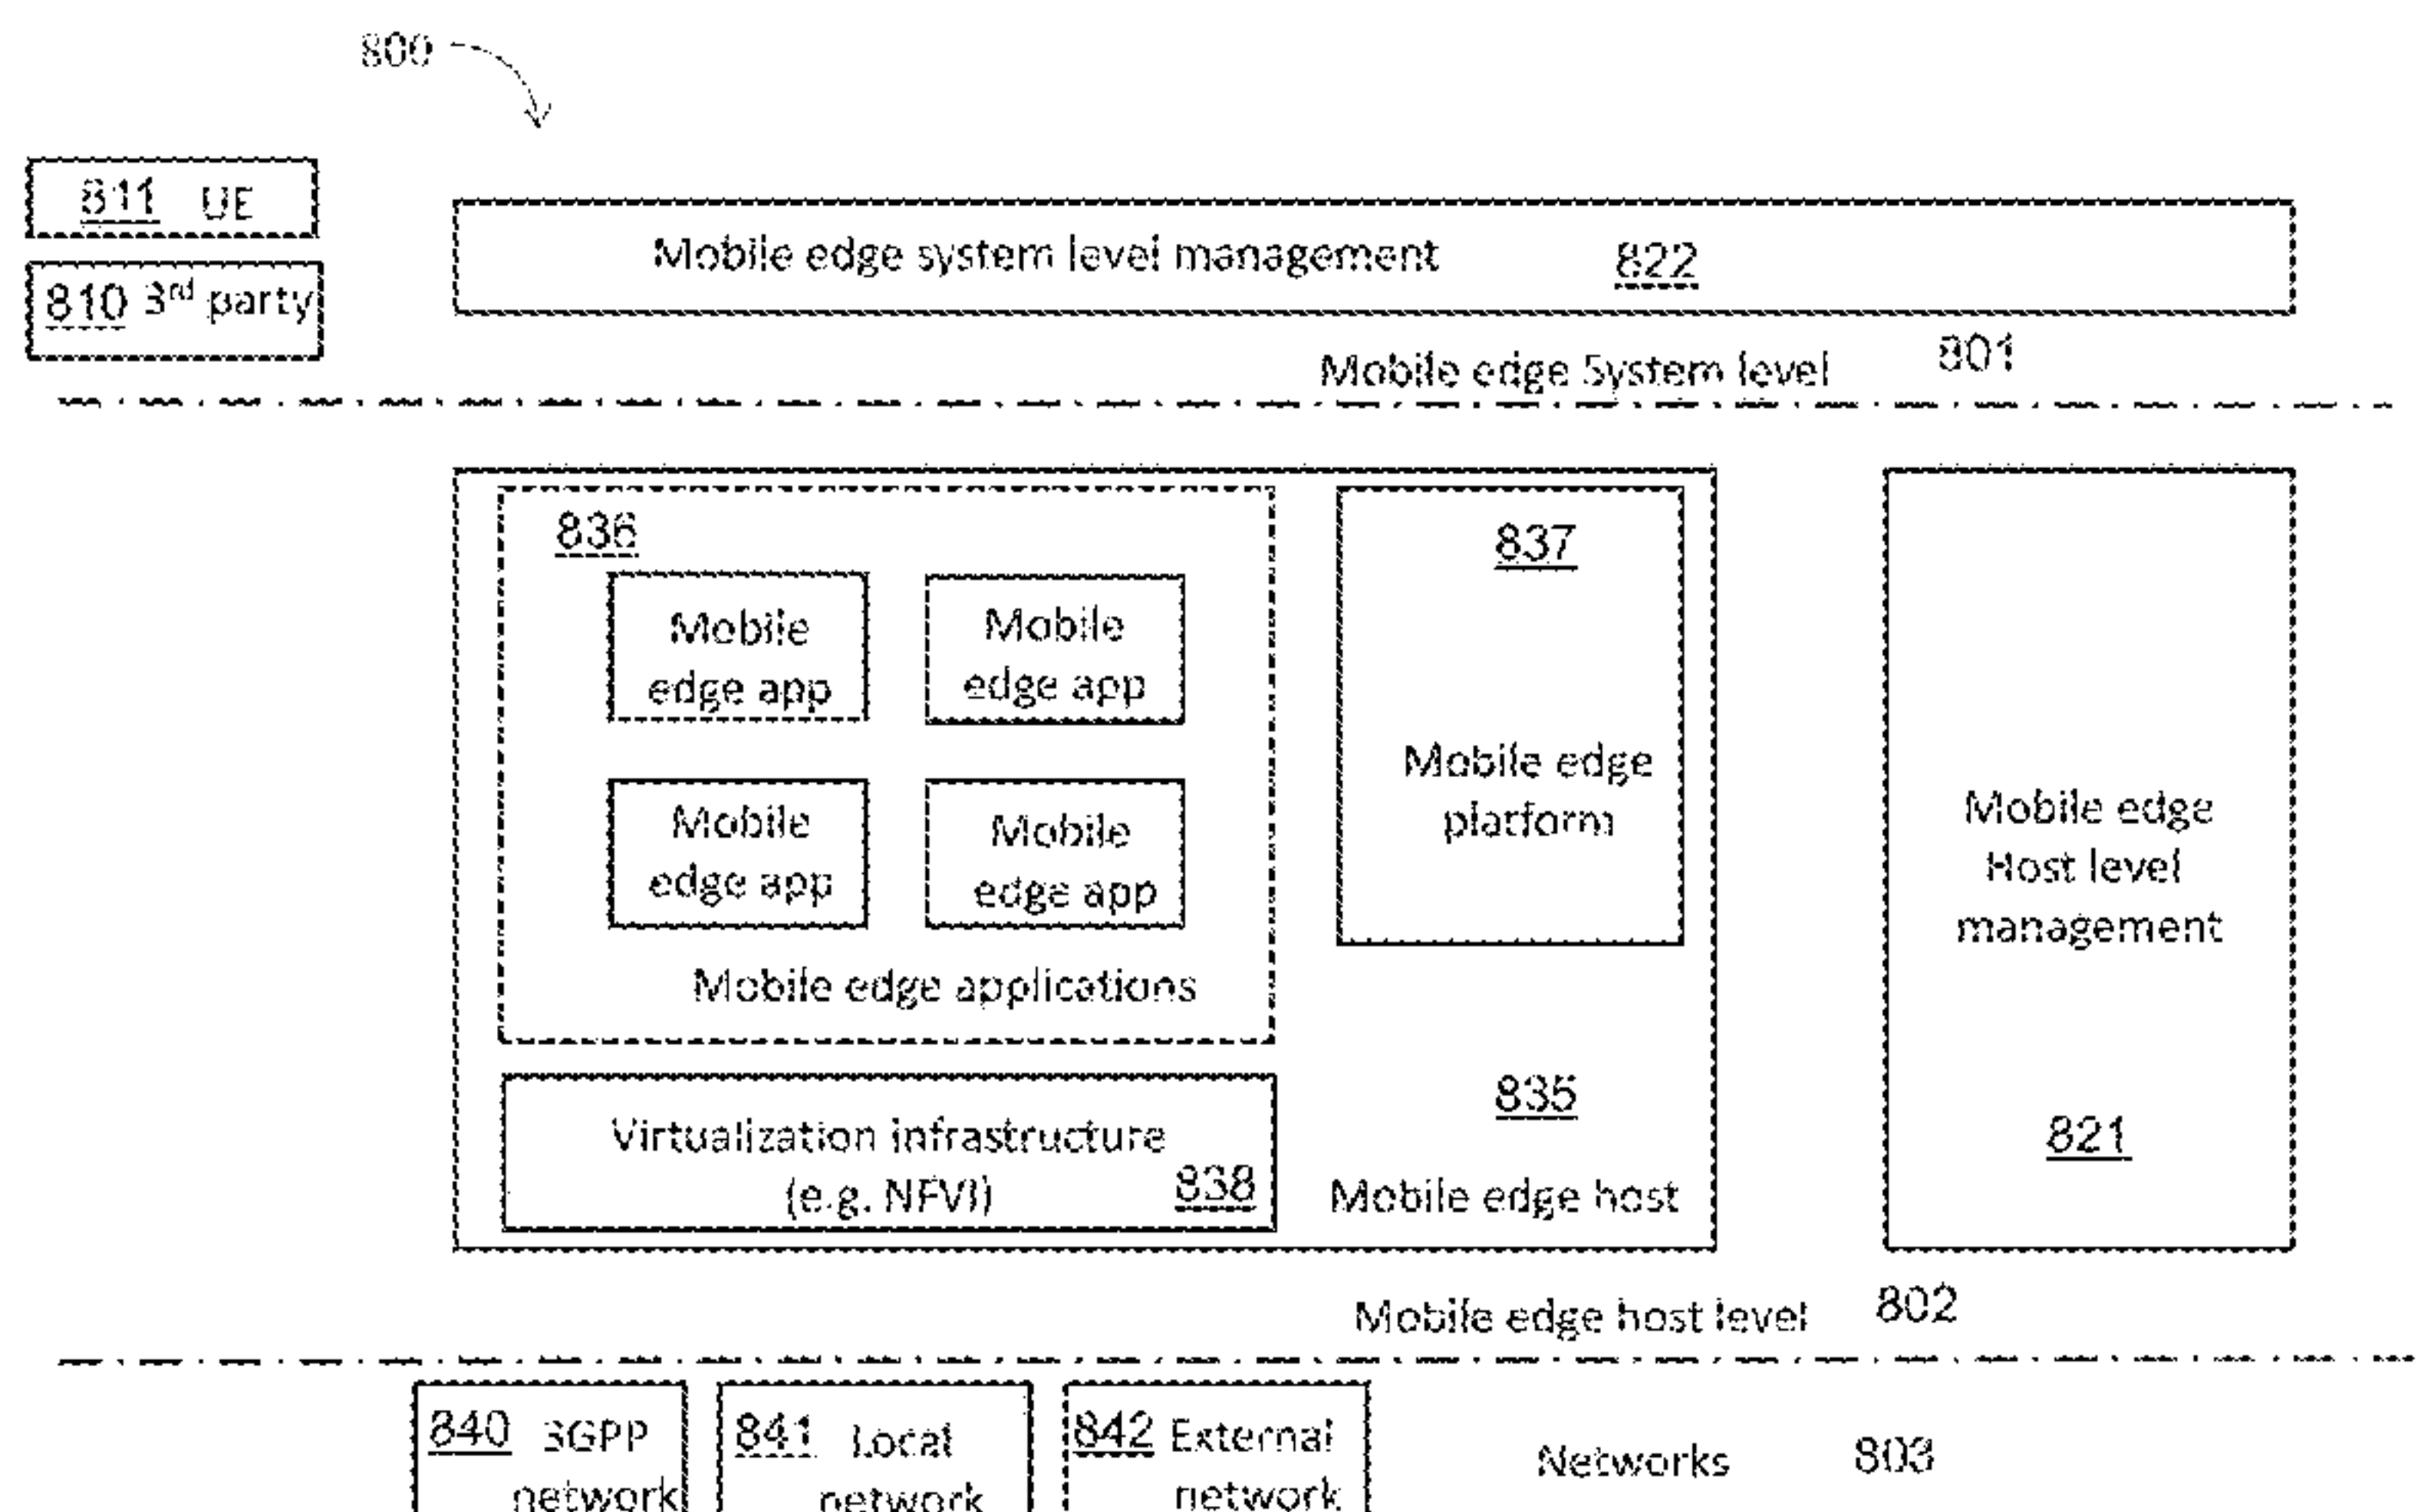 800
811 UE
810 3rd party
Mobile edge system level management 822
Mobile edge System level 801
836
Mobile edge app
Mobile edge app
Mobile edge app
Mobile edge app
Mobile edge applications
837
Mobile edge platform
Virtualization infrastructure
(e.g. NFVI) 838
835
Mobile edge host
Mobile edge
Host level
management
821
Mobile edge host level 802
840 3GPP
network
841 Local
network
842 External
network
Networks 803